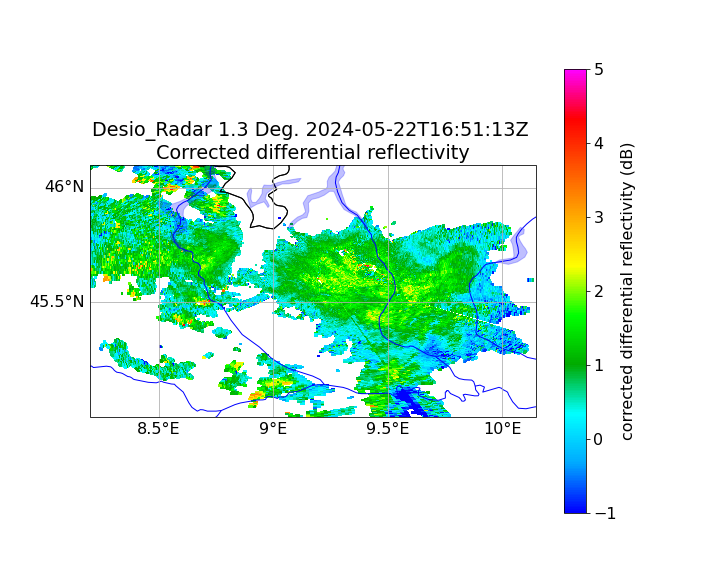 Desio_Radar 1.3 Deg. 2024-05-22T16:51:13Z
Corrected differential reflectivity
46°N
45.5°N
8.5°E
9°E
9.5°E
10°E
5
4
3
2
1
0
−1
corrected differential reflectivity (dB)